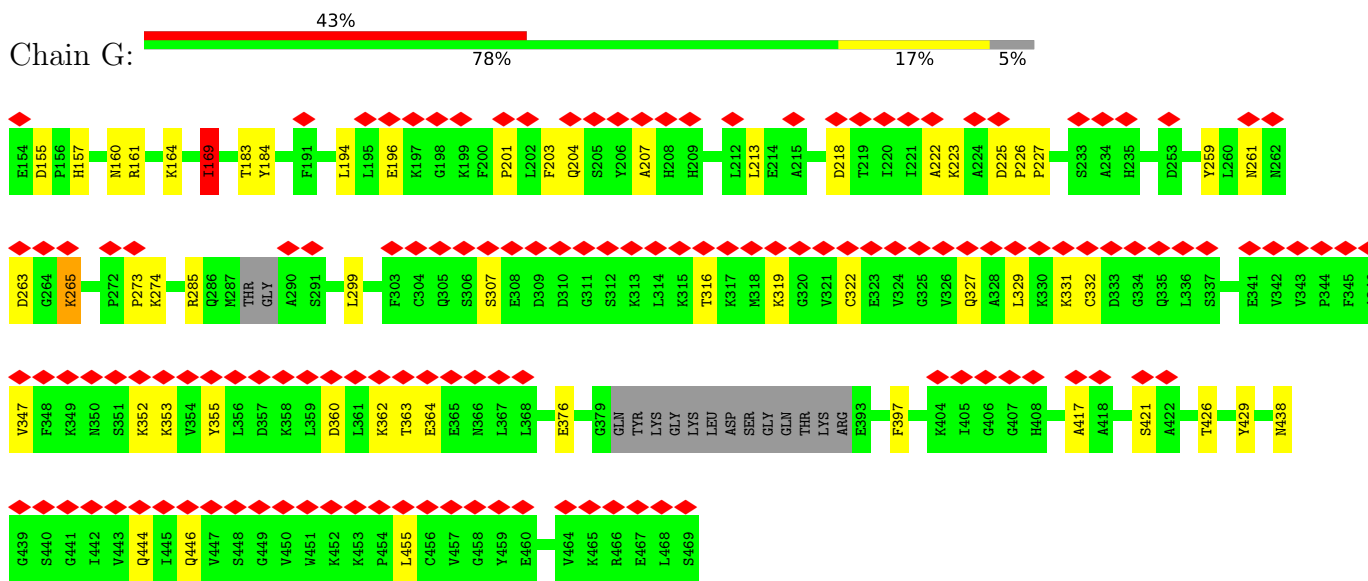 43%
Chain G:
78% 17% 5%
E154 D155 P156 H157 N160 R161 K164 I169 T183 Y184 F191 L194 L195 E196 K197 G198 K199 F200 P201 L202 F203 Q204 S205 Y206 A207 H208 H209 L212 L213 E214 A215 D218 T219 I220 I221 A222 K223 A224 D225 P226 P227 S233 A234 H235 D253 Y259 L260 N261 N262
D263 G264 K265 P272 P273 K274 R285 Q286 M287 THR GLY A290 S291 L299 F303 C304 Q305 S306 S307 E308 D309 D310 G311 S312 K313 L314 K315 T316 K317 M318 K319 G320 V321 C322 E323 V324 G325 V326 Q327 A328 L329 K330 K331 C332 D333 G334 Q335 L336 S337 E341 V342 V343 P344 F345
V347 F348 K349 N350 S351 K352 K353 V354 Y355 L356 D357 K358 L359 D360 L361 K362 T363 E364 E365 N366 L367 L368 E376 G379 GLN TYR LYS GLY LYS LEU ASP SER GLY GLN THR LYS ARG E393 F397 K404 I405 G406 G407 H408 A417 A418 S421 A422 T426 Y429 N438
G439 S440 G441 I442 V443 Q444 I445 Q446 V447 S448 G449 V450 W451 K452 K453 P454 L455 C456 V457 G458 Y459 E460 V464 K465 R466 E467 L468 S469